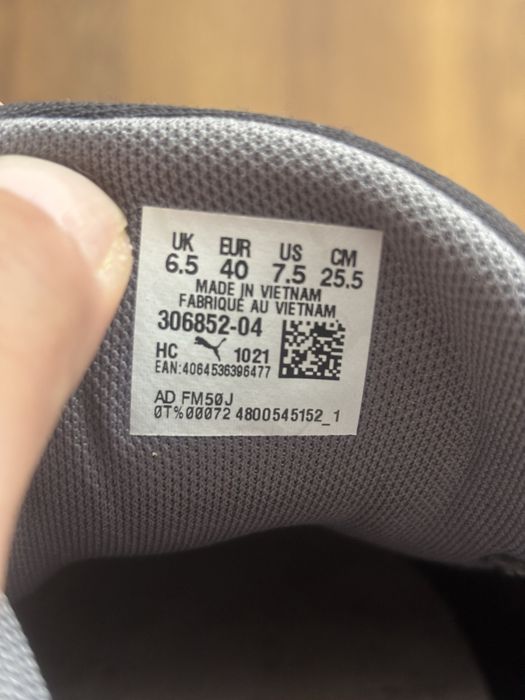 UK EUR US CM
6.5 40 7.5 25.5
MADE IN VIETNAM
FABRIQUÉ AU VIETNAM
306852-04
HC 1021
EAN:4064536396477
AD FM50J
0T%00072 4800545152_1